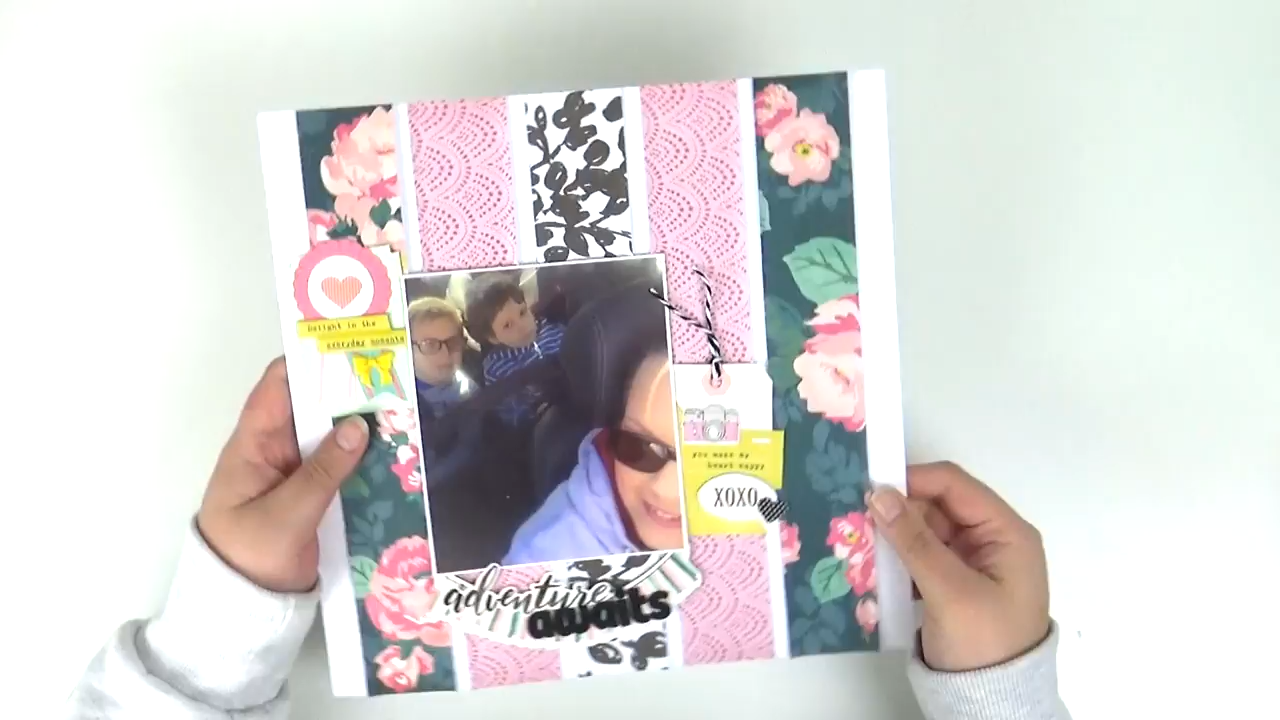 Delight in the
everyday moments
you make my
heart happy
XOXO
adventure
awaits